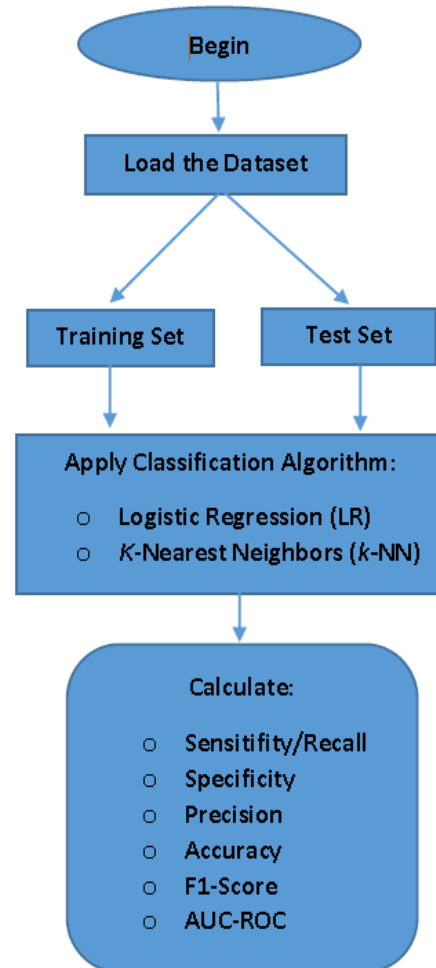 Begin
Load the Dataset
Training Set
Test Set
Apply Classification Algorithm:
o Logistic Regression (LR)
o K-Nearest Neighbors (k-NN)
Calculate:
o Sensitifity/Recall
o Specificity
o Precision
o Accuracy
o F1-Score
o AUC-ROC